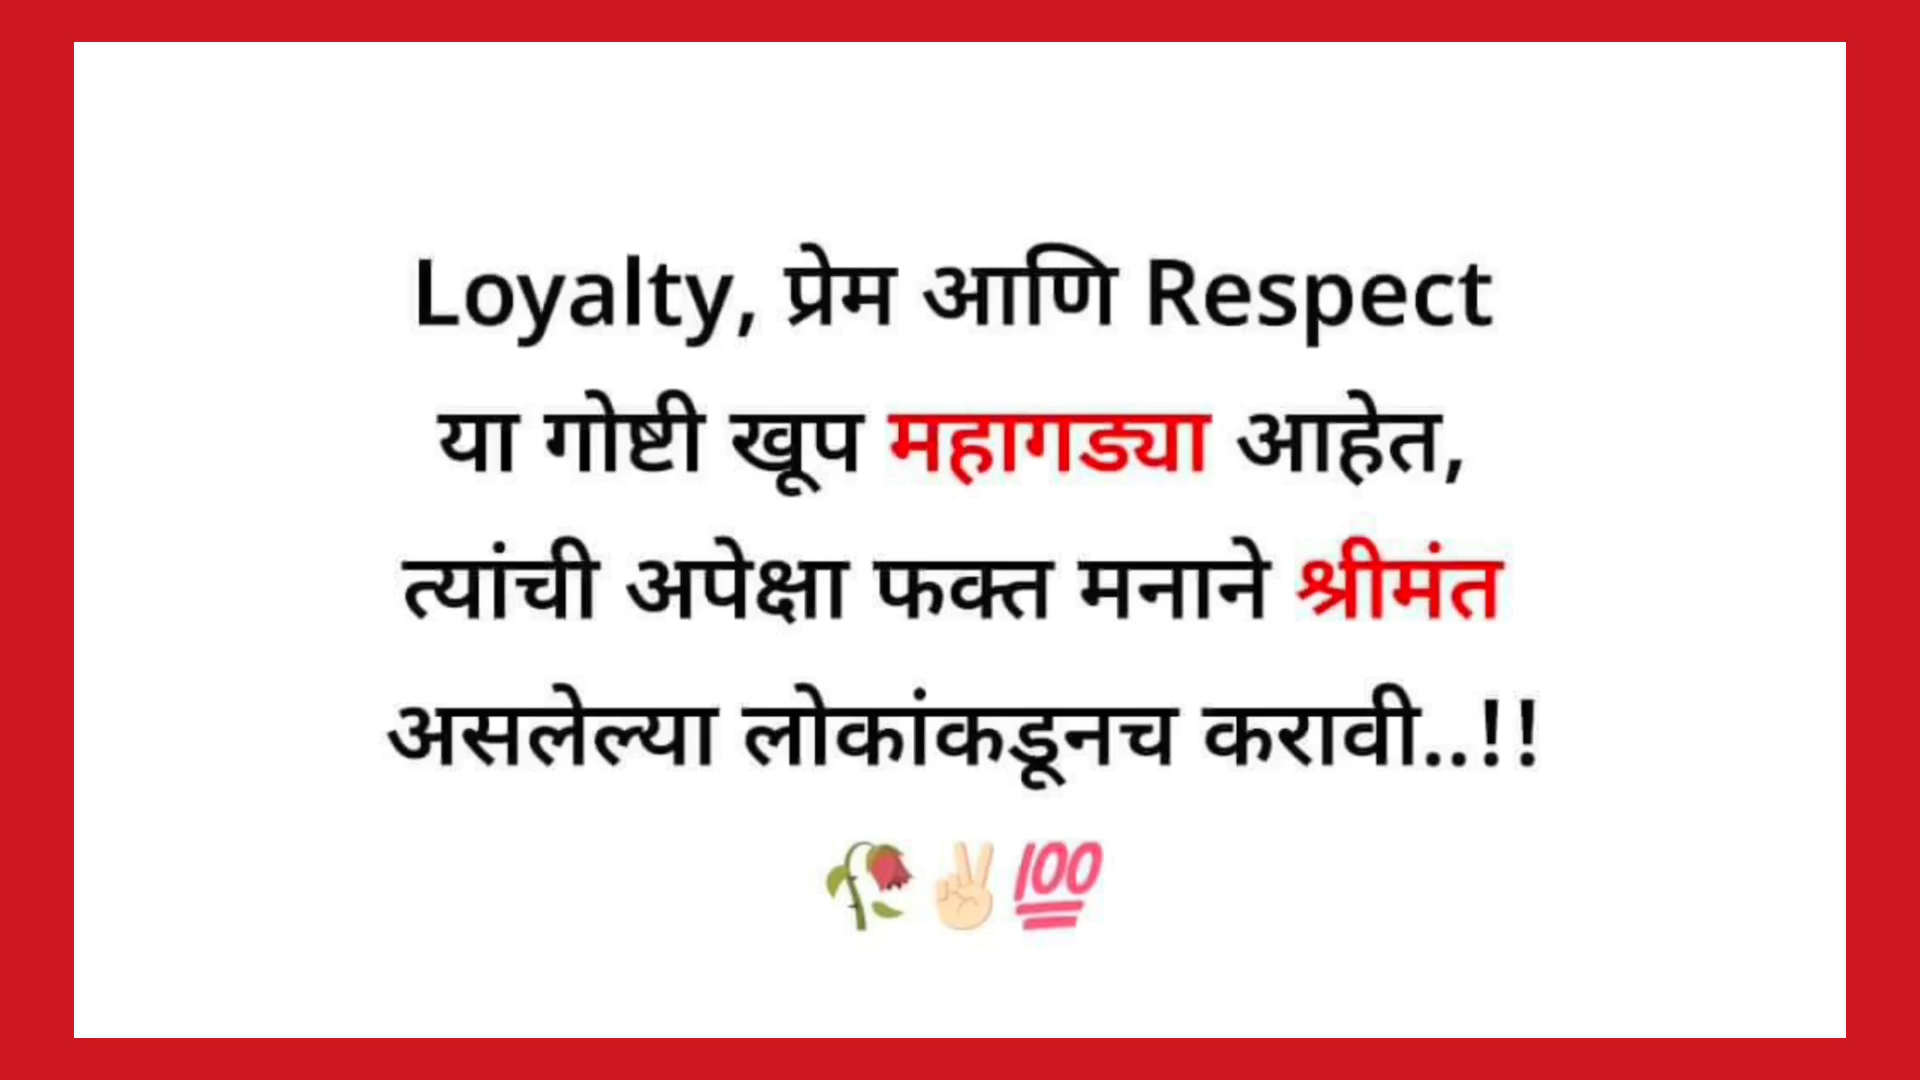 Loyalty, प्रेम आणि Respect
या गोष्टी खूप महागड्या आहेत,
त्यांची अपेक्षा फक्त मनाने श्रीमंत
असलेल्या लोकांकडूनच करावी..!!
🥀✌🏻💯